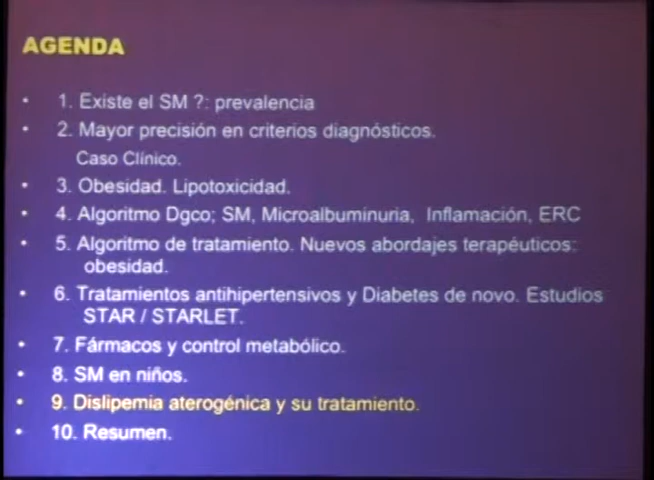 AGENDA
• 1. Existe el SM ?: prevalencia
• 2. Mayor precisión en criterios diagnósticos.
Caso Clínico.
• 3. Obesidad. Lipotoxicidad.
• 4. Algoritmo Dgco; SM, Microalbuminuria, Inflamación, ERC
• 5. Algoritmo de tratamiento. Nuevos abordajes terapéuticos:
obesidad.
• 6. Tratamientos antihipertensivos y Diabetes de novo. Estudios
STAR / STARLET.
• 7. Fármacos y control metabólico.
• 8. SM en niños.
• 9. Dislipemia aterogénica y su tratamiento.
• 10. Resumen.